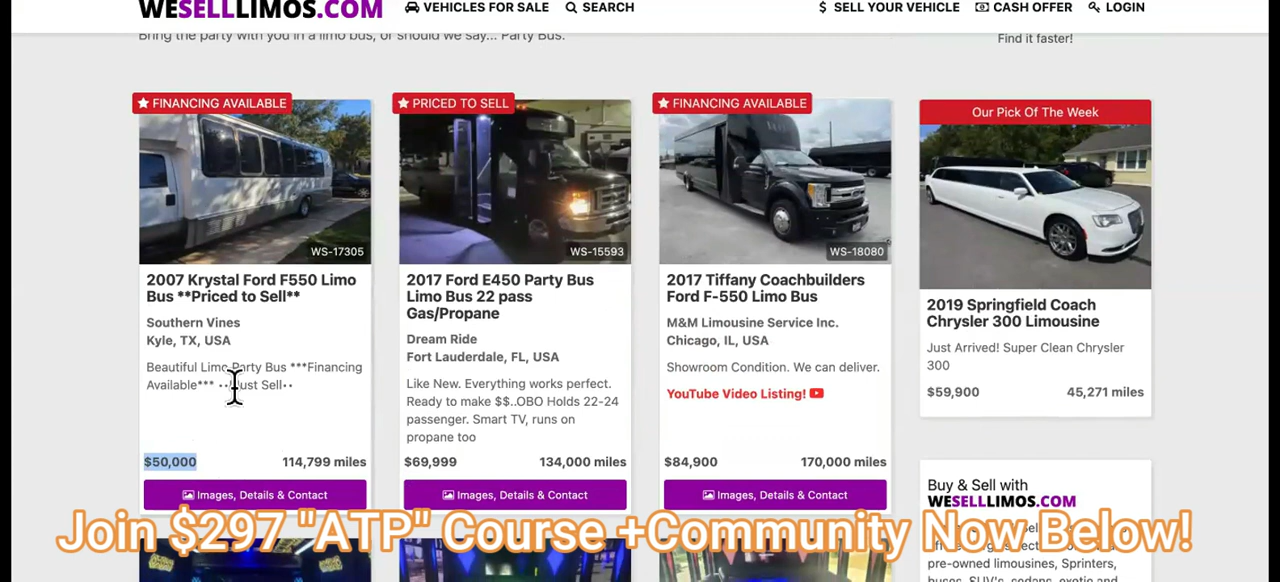 WESELLLIMOS.COM
VEHICLES FOR SALE
SEARCH
$ SELL YOUR VEHICLE
CASH OFFER
LOGIN
Bring the party with you in a limo bus, or should we say... Party Bus.
Find it faster!
FINANCING AVAILABLE
WS-17305
2007 Krystal Ford F550 Limo
Bus **Priced to Sell**
Southern Vines
Kyle, TX, USA
Beautiful Limo Party Bus ***Financing
Available*** ••Must Sell••
$50,000
114,799 miles
Images, Details & Contact
PRICED TO SELL
WS-15593
2017 Ford E450 Party Bus
Limo Bus 22 pass
Gas/Propane
Dream Ride
Fort Lauderdale, FL, USA
Like New. Everything works perfect.
Ready to make $$..OBO Holds 22-24
passenger. Smart TV, runs on
propane too
$69,999
134,000 miles
Images, Details & Contact
FINANCING AVAILABLE
WS-18080
2017 Tiffany Coachbuilders
Ford F-550 Limo Bus
M&M Limousine Service Inc.
Chicago, IL, USA
Showroom Condition. We can deliver.
YouTube Video Listing!
$84,900
170,000 miles
Images, Details & Contact
Our Pick Of The Week
2019 Springfield Coach
Chrysler 300 Limousine
Just Arrived! Super Clean Chrysler
300
$59,900
45,271 miles
Buy & Sell with
WESELLLIMOS.COM
pre-owned limousines, Sprinters,
buses, SUV's, sedans, exotic and
Join $297 "ATP" Course +Community Now Below!